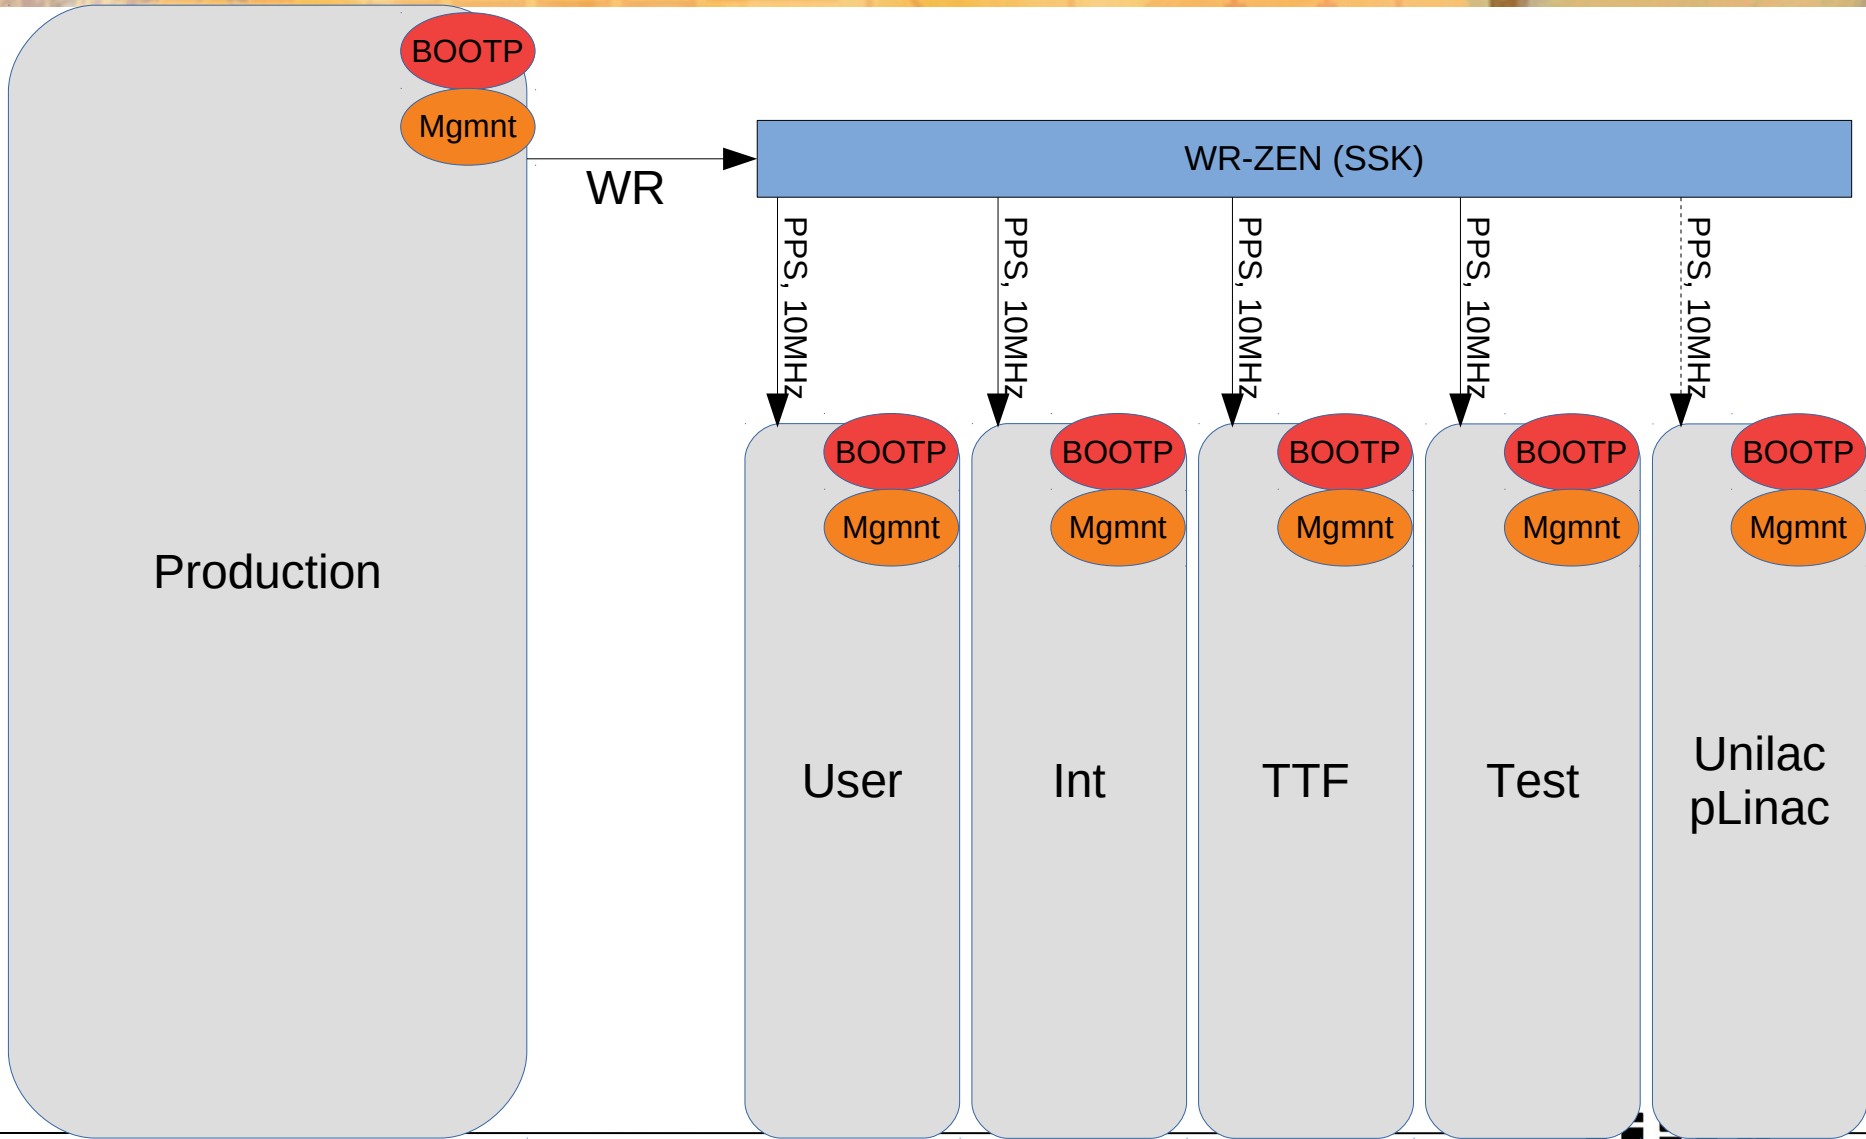 BOOTP
Mgmnt
WR
WR-ZEN (SSK)
PPS, 10MHz
PPS, 10MHz
PPS, 10MHz
PPS, 10MHz
PPS, 10MHz
BOOTP
BOOTP
BOOTP
BOOTP
BOOTP
Mgmnt
Mgmnt
Mgmnt
Mgmnt
Mgmnt
Production
User
Int
TTF
Test
Unilac
pLinac